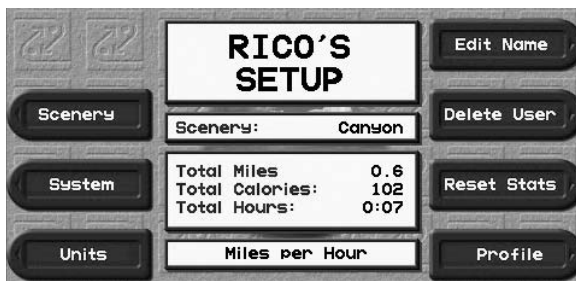 RICO'S
SETUP
Edit Name
Scenery
Scenery: Canyon
Delete User
System
Total Miles 0.6
Total Calories: 102
Total Hours: 0:07
Reset Stats
Units
Miles per Hour
Profile